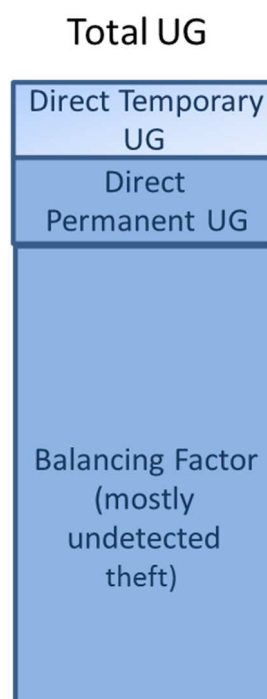 Total UG
Direct Temporary
UG
Direct
Permanent UG
Balancing Factor
(mostly
undetected
theft)